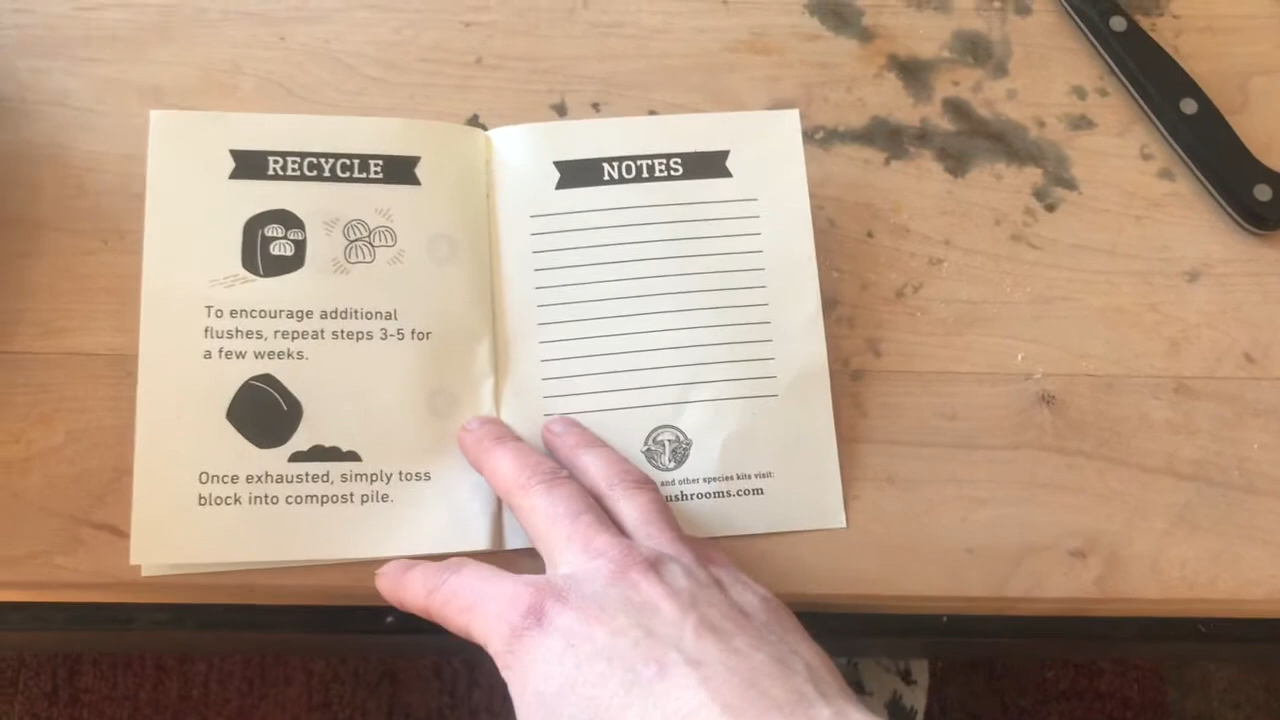 RECYCLE
To encourage additional
flushes, repeat steps 3-5 for
a few weeks.
Once exhausted, simply toss
block into compost pile.
NOTES
and other species kits visit:
ushrooms.com